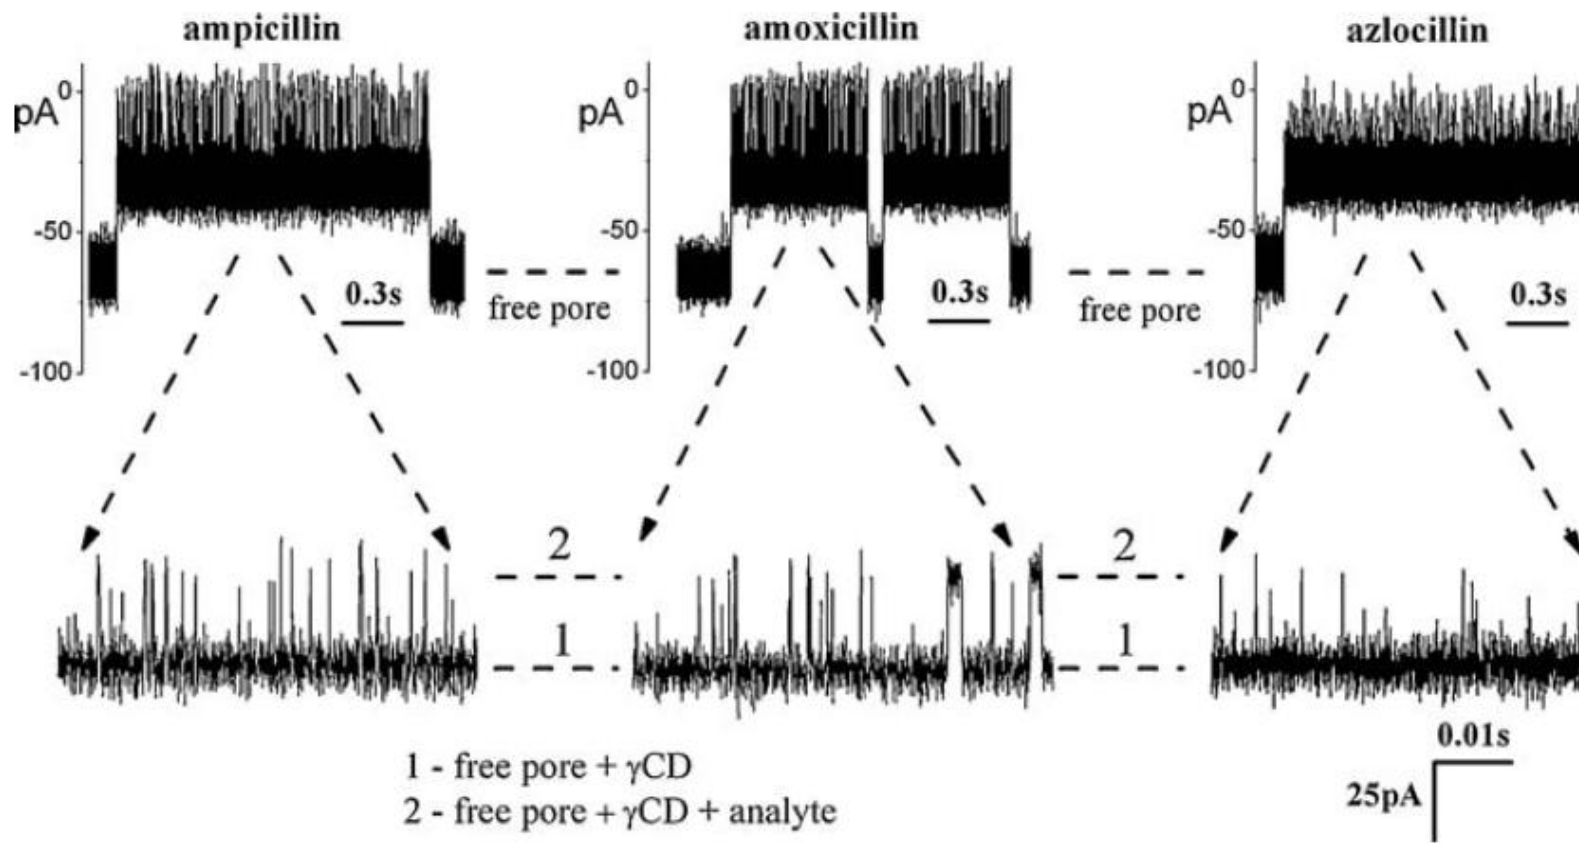 ampicillin amoxicillin azlocillin
0 0 0
pA pA pA
-50 -50 -50
0.3s 0.3s 0.3s
free pore free pore
-100 -100 -100
2 2
1 1
0.01s
25pA
1 - free pore + γCD
2 - free pore + γCD + analyte